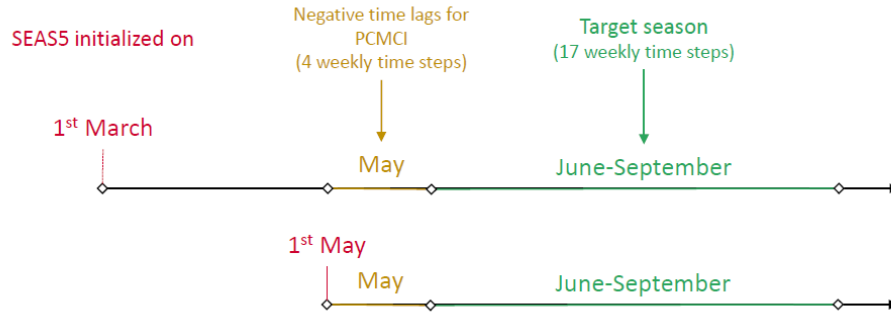 Negative time lags for
PCMCI
(4 weekly time steps)
Target season
(17 weekly time steps)
SEAS5 initialized on
1st March
May
June-September
1st May
May
June-September